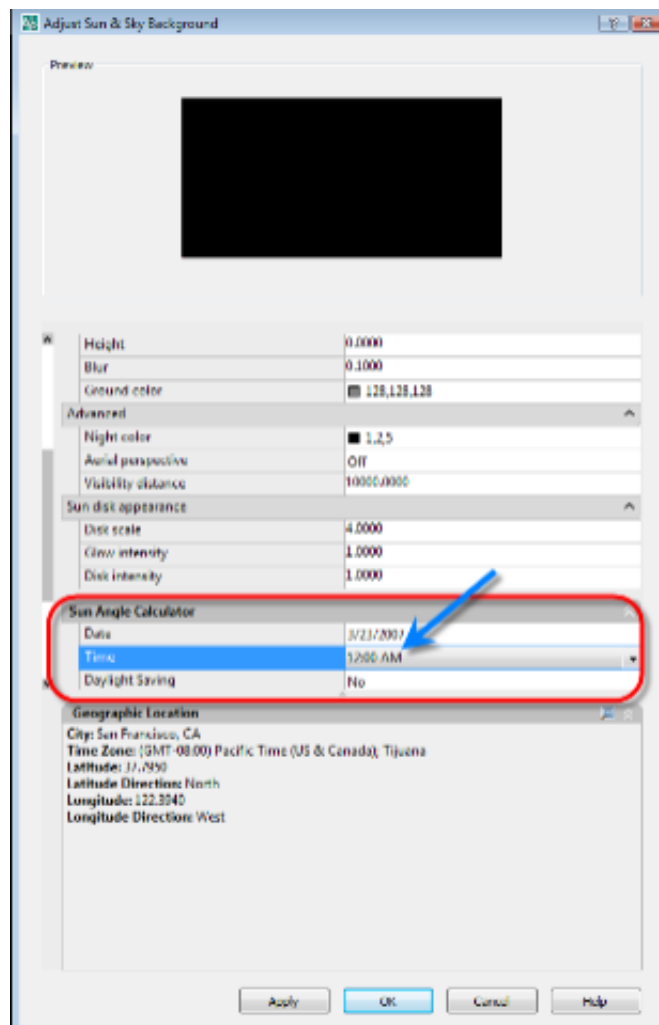 Adjust Sun & Sky Background
Preview
Height 0.0000
Blur 0.1000
Ground color 128,128,128
Advanced
Night color 1,2,5
Aerial perspective Off
Visibility distance 10000.0000
Sun disk appearance
Disk scale 4.0000
Glow intensity 1.0000
Disk intensity 1.0000
Sun Angle Calculator
Date
Time 12:00 AM
Daylight Saving No
Geographic Location
City: San Francisco, CA
Time Zone: (GMT-08:00) Pacific Time (US & Canada); Tijuana
Latitude: 37.7950
Latitude Direction: North
Longitude: 122.3940
Longitude Direction: West
Apply OK Cancel Help